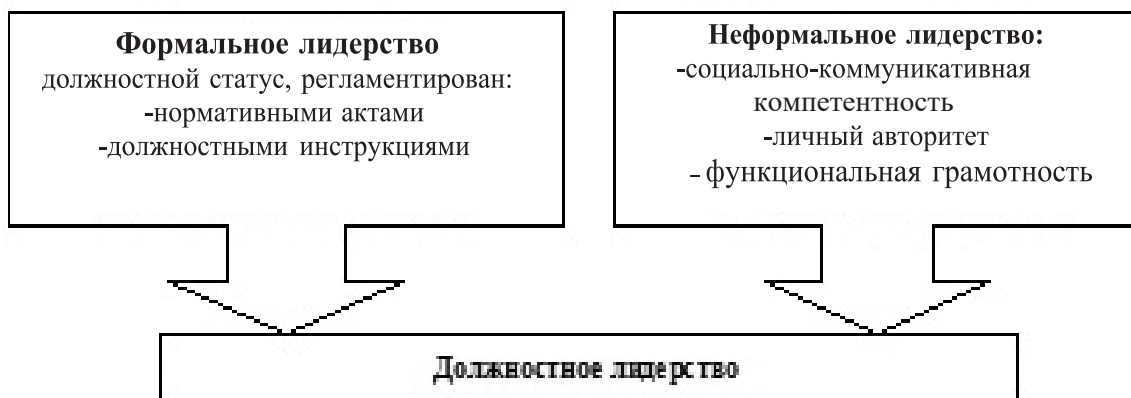 Формальное лидерство
должностной статус, регламентирован:
-нормативными актами
-должностными инструкциями
Неформальное лидерство:
-социально-коммуникативная
компетентность
-личный авторитет
- функциональная грамотность
Должностное лидерство